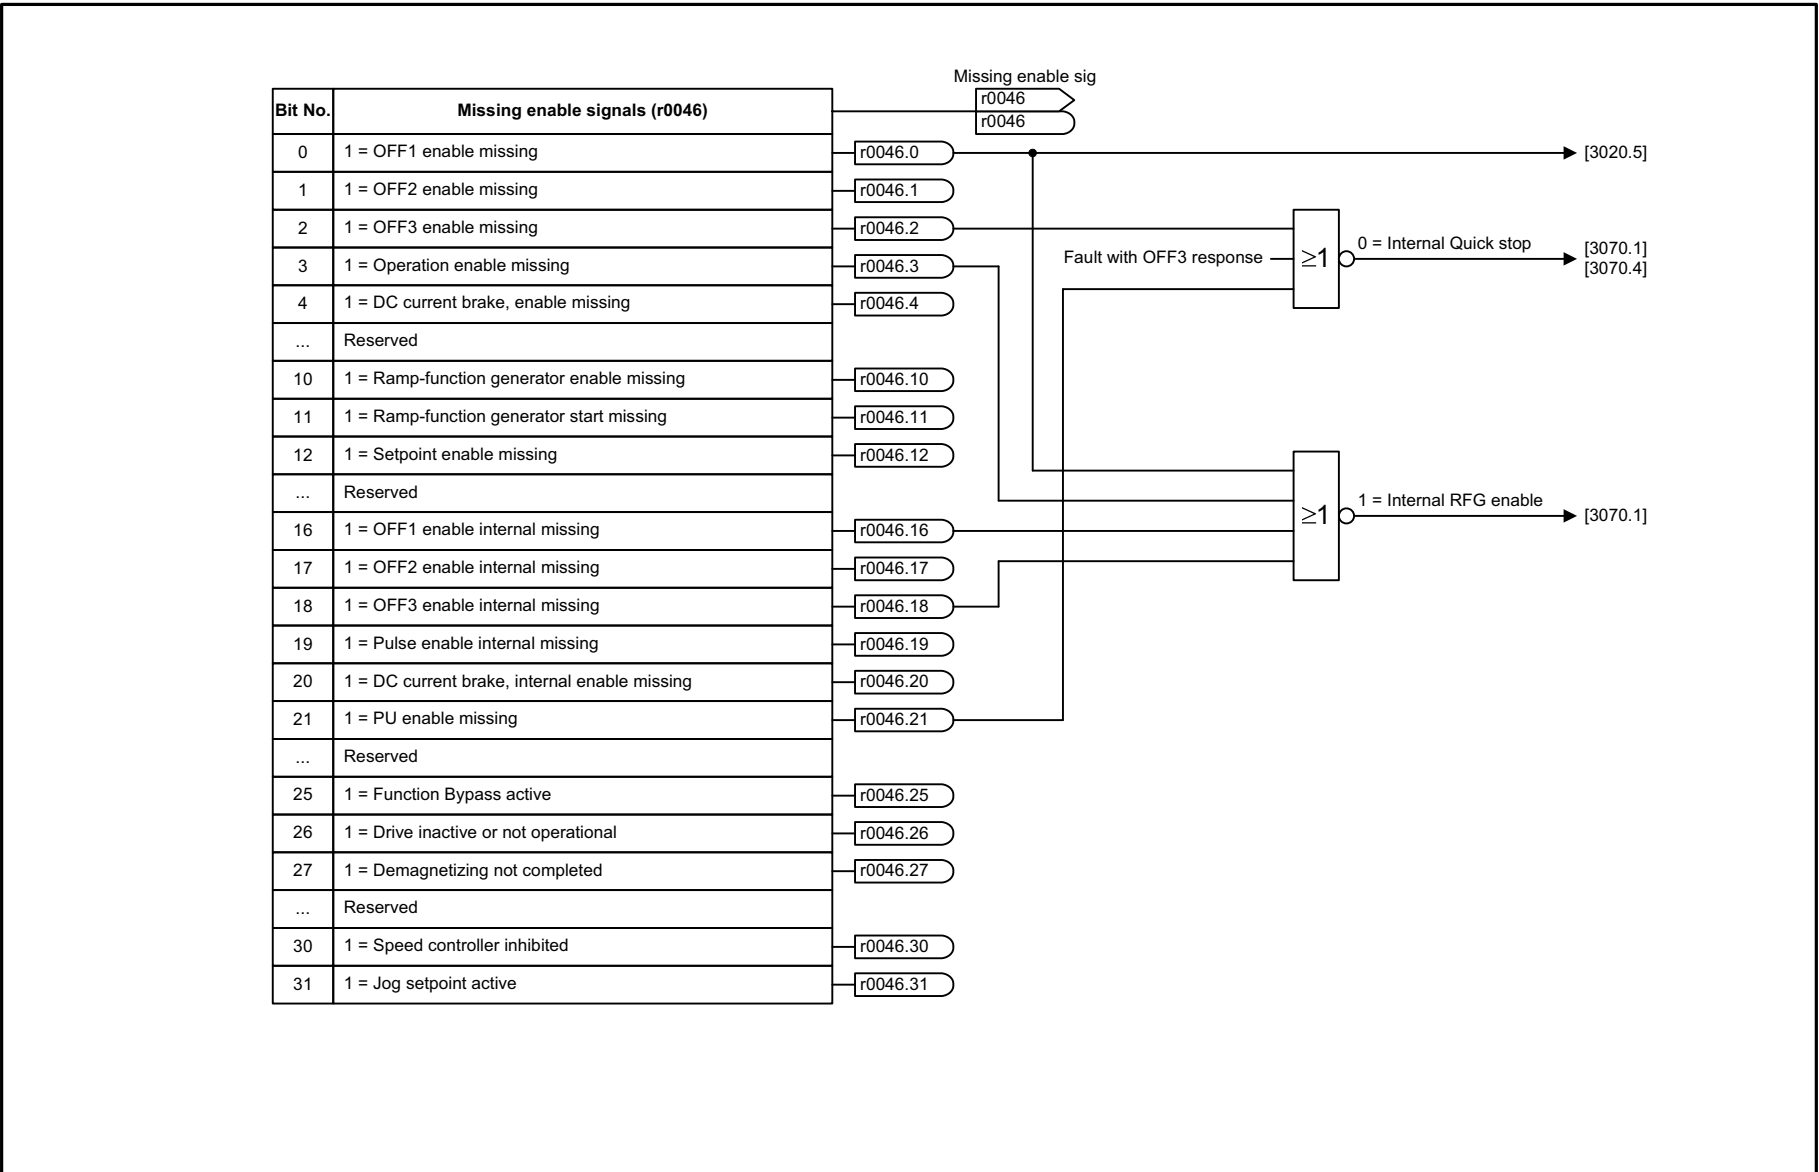 Missing enable sig
Bit No. Missing enable signals (r0046) r0046
r0046
0 1 = OFF1 enable missing r0046.0 [3020.5]
1 1 = OFF2 enable missing r0046.1
2 1 = OFF3 enable missing r0046.2
0 = Internal Quick stop [3070.1]
3 1 = Operation enable missing r0046.3 Fault with OFF3 response ≥1 [3070.4]
4 1 = DC current brake, enable missing r0046.4
... Reserved
10 1 = Ramp-function generator enable missing r0046.10
11 1 = Ramp-function generator start missing r0046.11
12 1 = Setpoint enable missing r0046.12
... Reserved
1 = Internal RFG enable
≥1 [3070.1]
16 1 = OFF1 enable internal missing r0046.16
17 1 = OFF2 enable internal missing r0046.17
18 1 = OFF3 enable internal missing r0046.18
19 1 = Pulse enable internal missing r0046.19
20 1 = DC current brake, internal enable missing r0046.20
21 1 = PU enable missing r0046.21
... Reserved
25 1 = Function Bypass active r0046.25
26 1 = Drive inactive or not operational r0046.26
27 1 = Demagnetizing not completed r0046.27
... Reserved
30 1 = Speed controller inhibited r0046.30
31 1 = Jog setpoint active r0046.31